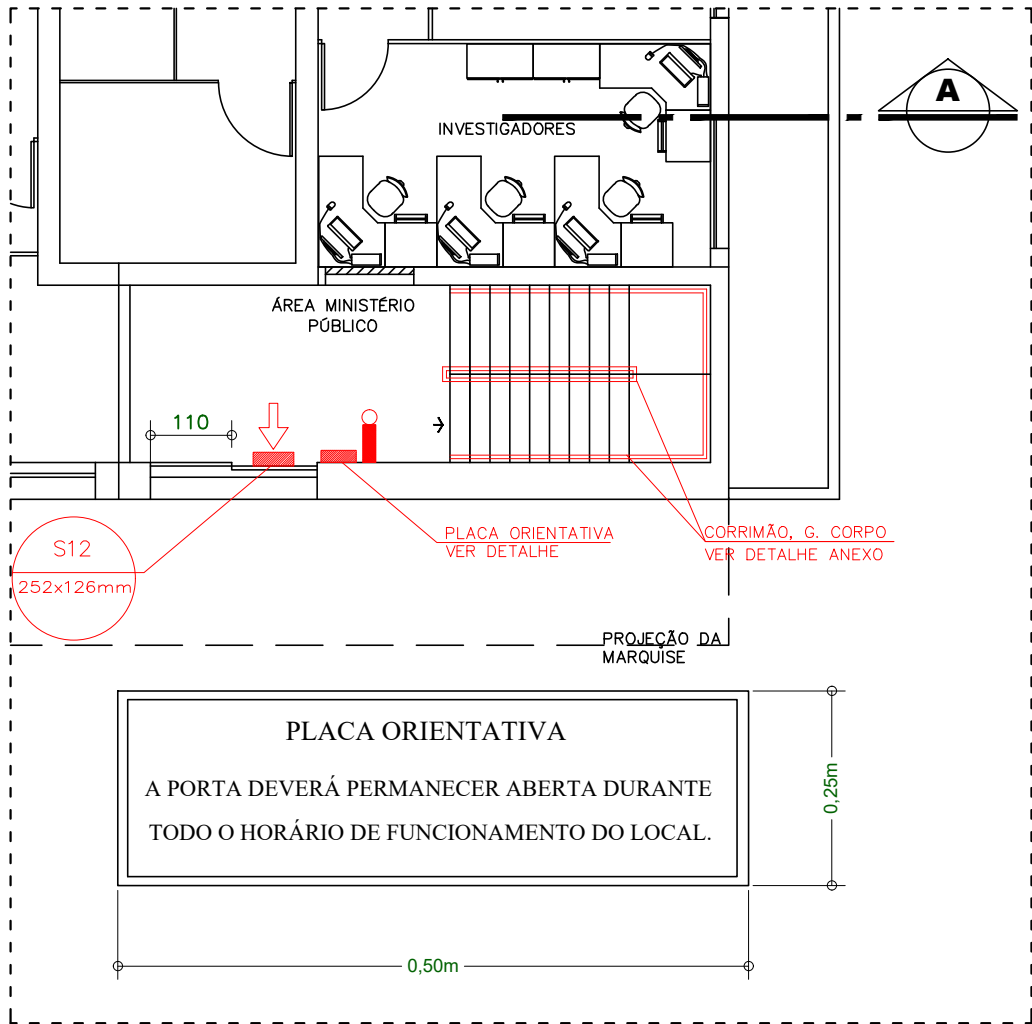 A
INVESTIGADORES
ÁREA MINISTÉRIO
PÚBLICO
110
S12
252x126mm
PLACA ORIENTATIVA
VER DETALHE
CORRIMÃO, G. CORPO
VER DETALHE ANEXO
PROJEÇÃO DA
MARQUISE
PLACA ORIENTATIVA
A PORTA DEVERÁ PERMANECER ABERTA DURANTE
TODO O HORÁRIO DE FUNCIONAMENTO DO LOCAL.
0,25m
0,50m